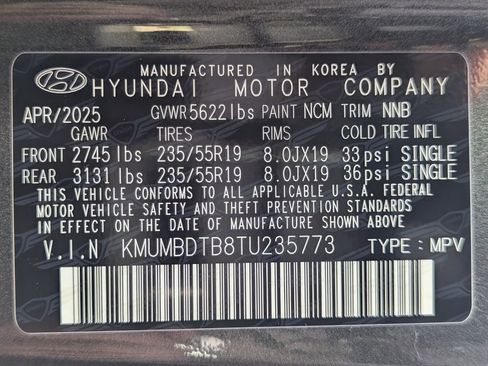 MANUFACTURED IN KOREA BY
HYUNDAI MOTOR COMPANY
APR/2025 GVWR 5622lbs PAINT NCM TRIM NNB
GAWR TIRES RIMS COLD TIRE INFL
FRONT 2745lbs 235/55R19 8.0JX19 33psi SINGLE
REAR 3131lbs 235/55R19 8.0JX19 36psi SINGLE
THIS VEHICLE CONFORMS TO ALL APPLICABLE U.S.A. FEDERAL
MOTOR VEHICLE SAFETY, BUMPER AND THEFT PREVENTION STANDARDS
IN EFFECT ON THE DATE OF MANUFACTURE SHOWN ABOVE
V.I.N KMUMBDTB8TU235773 TYPE : MPV